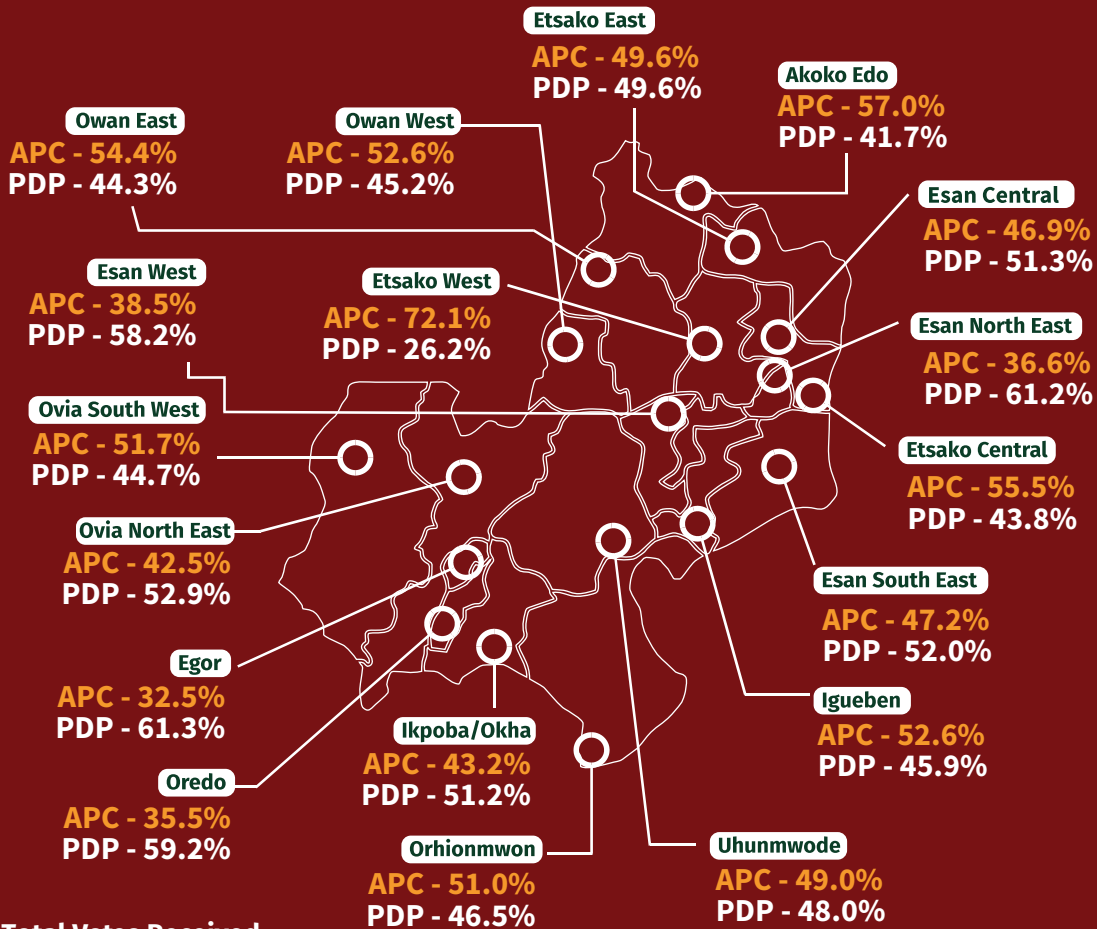 Etsako East
APC - 49.6%
PDP - 49.6%
Akoko Edo
APC - 57.0%
PDP - 41.7%
Owan East
APC - 54.4%
PDP - 44.3%
Owan West
APC - 52.6%
PDP - 45.2%
Esan Central
APC - 46.9%
PDP - 51.3%
Esan West
APC - 38.5%
PDP - 58.2%
Etsako West
APC - 72.1%
PDP - 26.2%
Esan North East
APC - 36.6%
PDP - 61.2%
Ovia South West
APC - 51.7%
PDP - 44.7%
Etsako Central
APC - 55.5%
PDP - 43.8%
Ovia North East
APC - 42.5%
PDP - 52.9%
Esan South East
APC - 47.2%
PDP - 52.0%
Egor
APC - 32.5%
PDP - 61.3%
Igueben
APC - 52.6%
PDP - 45.9%
Ikpoba/Okha
APC - 43.2%
PDP - 51.2%
Oredo
APC - 35.5%
PDP - 59.2%
Orhionmwon
APC - 51.0%
PDP - 46.5%
Uhunmwode
APC - 49.0%
PDP - 48.0%
Total Votes Received